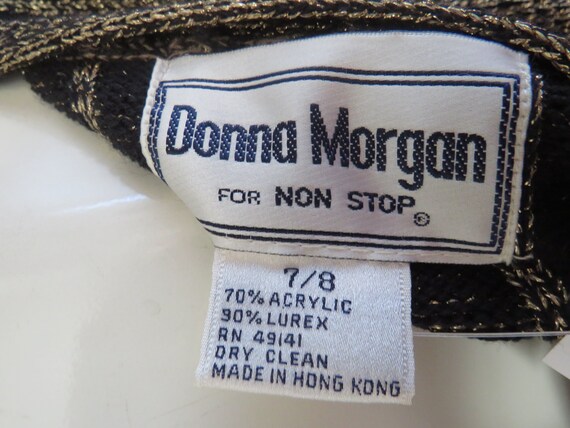 Donna Morgan
FOR NON STOP ©
7/8
70% ACRYLIC
90% LUREX
RN 49141
DRY CLEAN
MADE IN HONG KONG